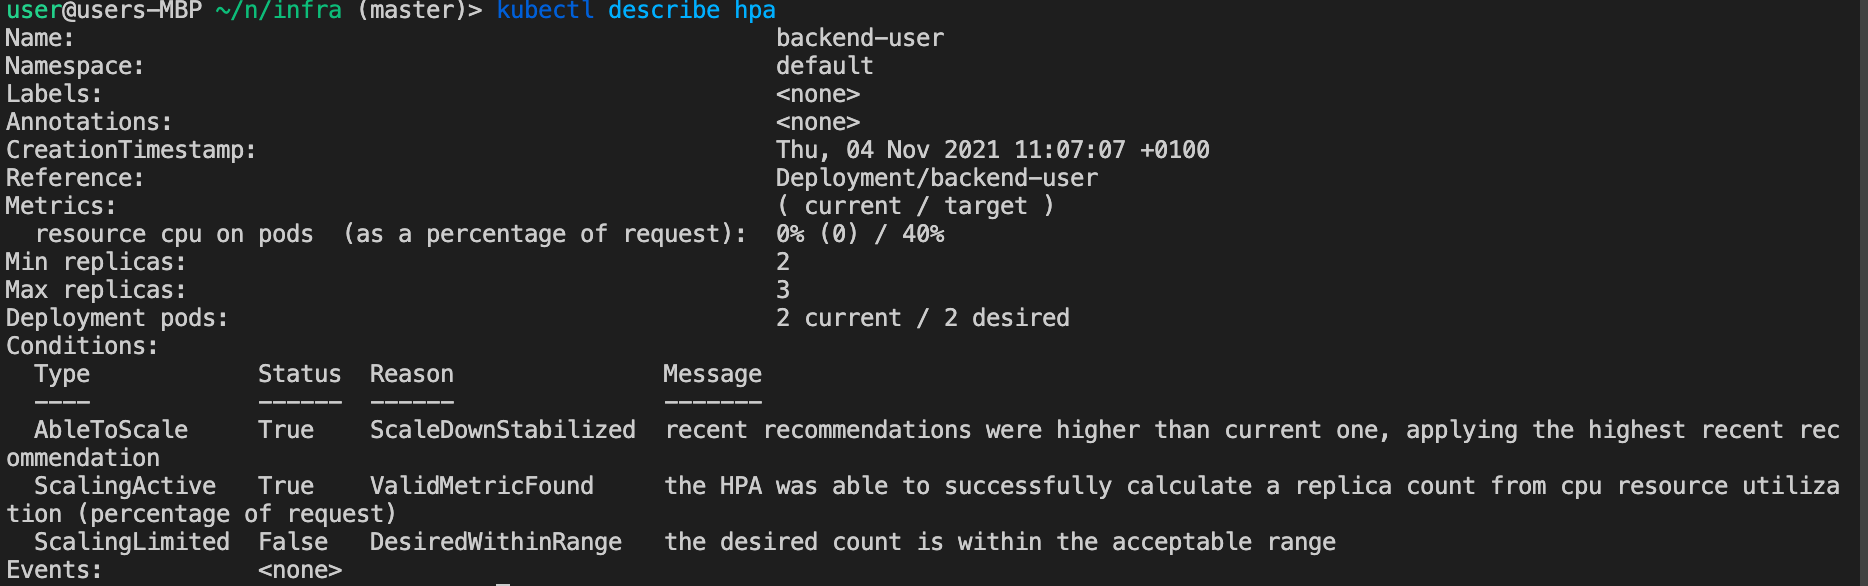 user@users-MBP ~/n/infra (master)> kubectl describe hpa
Name:                                                  backend-user
Namespace:                                             default
Labels:                                                <none>
Annotations:                                           <none>
CreationTimestamp:                                     Thu, 04 Nov 2021 11:07:07 +0100
Reference:                                             Deployment/backend-user
Metrics:                                               ( current / target )
  resource cpu on pods  (as a percentage of request):  0% (0) / 40%
Min replicas:                                          2
Max replicas:                                          3
Deployment pods:                                       2 current / 2 desired
Conditions:
  Type            Status  Reason               Message
  ----            ------  ------               -------
  AbleToScale     True    ScaleDownStabilized  recent recommendations were higher than current one, applying the highest recent rec
ommendation
  ScalingActive   True    ValidMetricFound     the HPA was able to successfully calculate a replica count from cpu resource utiliza
tion (percentage of request)
  ScalingLimited  False   DesiredWithinRange   the desired count is within the acceptable range
Events:           <none>